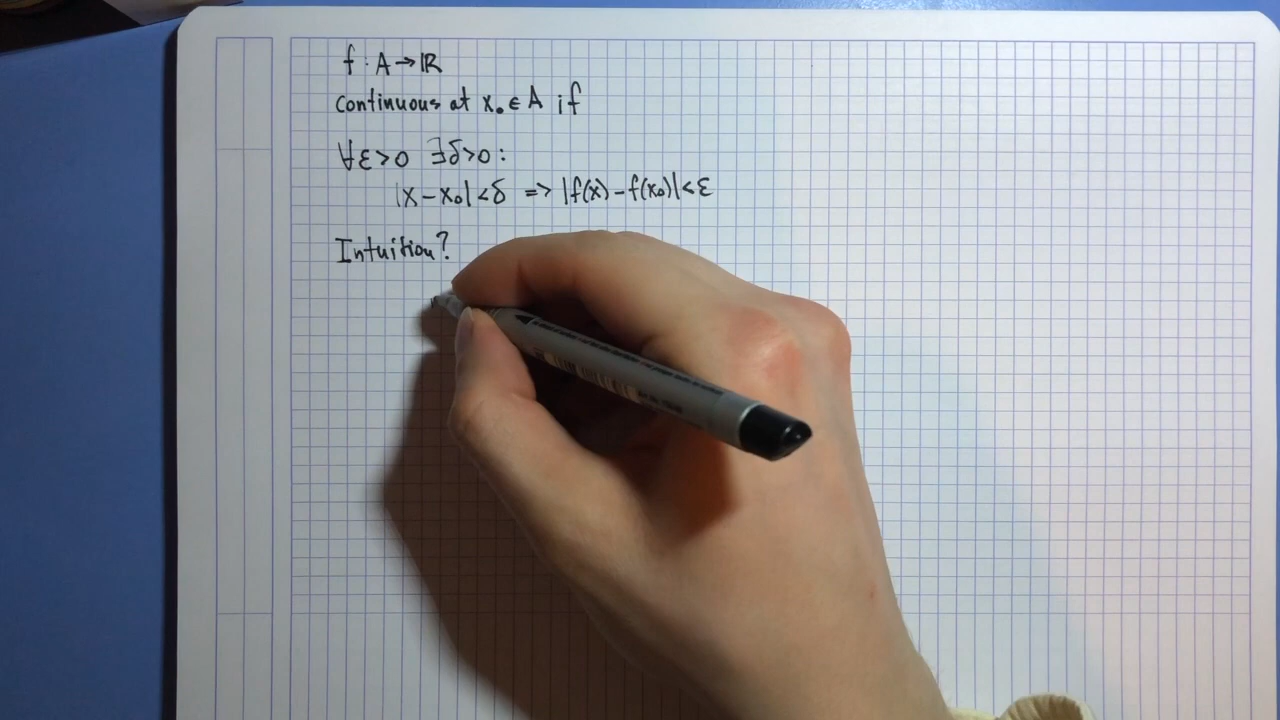 f : A → ℝ
continuous at x₀ ∈ A if
∀ε>0 ∃δ>0:
|x-x₀|<δ => |f(x)-f(x₀)|<ε
Intuition?